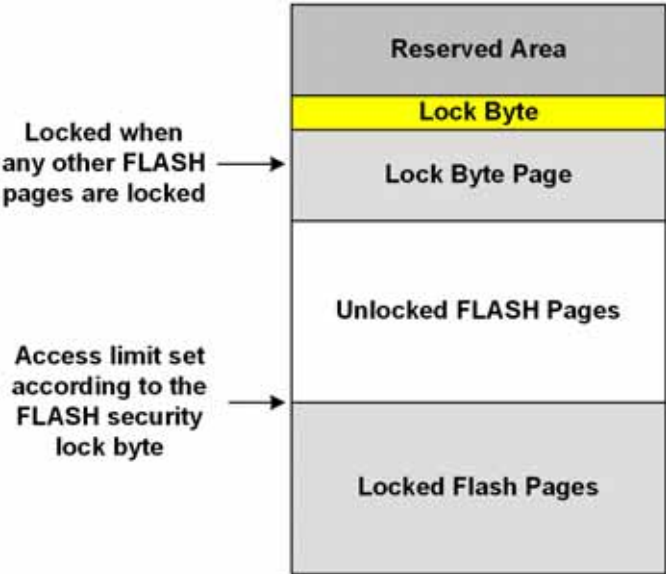 Reserved Area
Lock Byte
Locked when
any other FLASH
pages are locked
Lock Byte Page
Unlocked FLASH Pages
Access limit set
according to the
FLASH security
lock byte
Locked Flash Pages